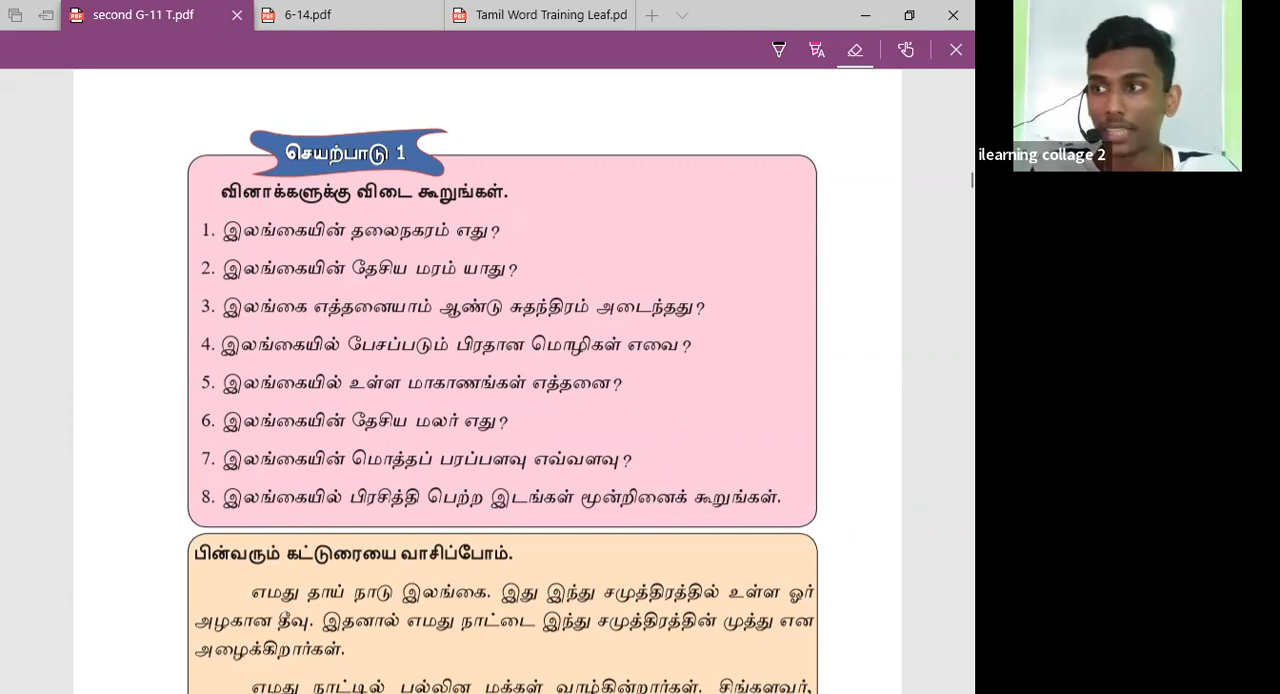 second G-11 T.pdf
6-14.pdf
Tamil Word Training Leaf.pd
ilearning collage 2
செயற்பாடு 1
வினாக்களுக்கு விடை கூறுங்கள்.
1. இலங்கையின் தலைநகரம் எது?
2. இலங்கையின் தேசிய மரம் யாது?
3. இலங்கை எத்தனையாம் ஆண்டு சுதந்திரம் அடைந்தது?
4. இலங்கையில் பேசப்படும் பிரதான மொழிகள் எவை?
5. இலங்கையில் உள்ள மாகாணங்கள் எத்தனை?
6. இலங்கையின் தேசிய மலர் எது?
7. இலங்கையின் மொத்தப் பரப்பளவு எவ்வளவு?
8. இலங்கையில் பிரசித்தி பெற்ற இடங்கள் மூன்றினைக் கூறுங்கள்.
பின்வரும் கட்டுரையை வாசிப்போம்.
எமது தாய் நாடு இலங்கை. இது இந்து சமுத்திரத்தில் உள்ள ஓர்
அழகான தீவு. இதனால் எமது நாட்டை இந்து சமுத்திரத்தின் முத்து என
அழைக்கிறார்கள்.
எமது நாட்டில் பல்லின மக்கள் வாழ்கின்றார்கள். சிங்களவர்,